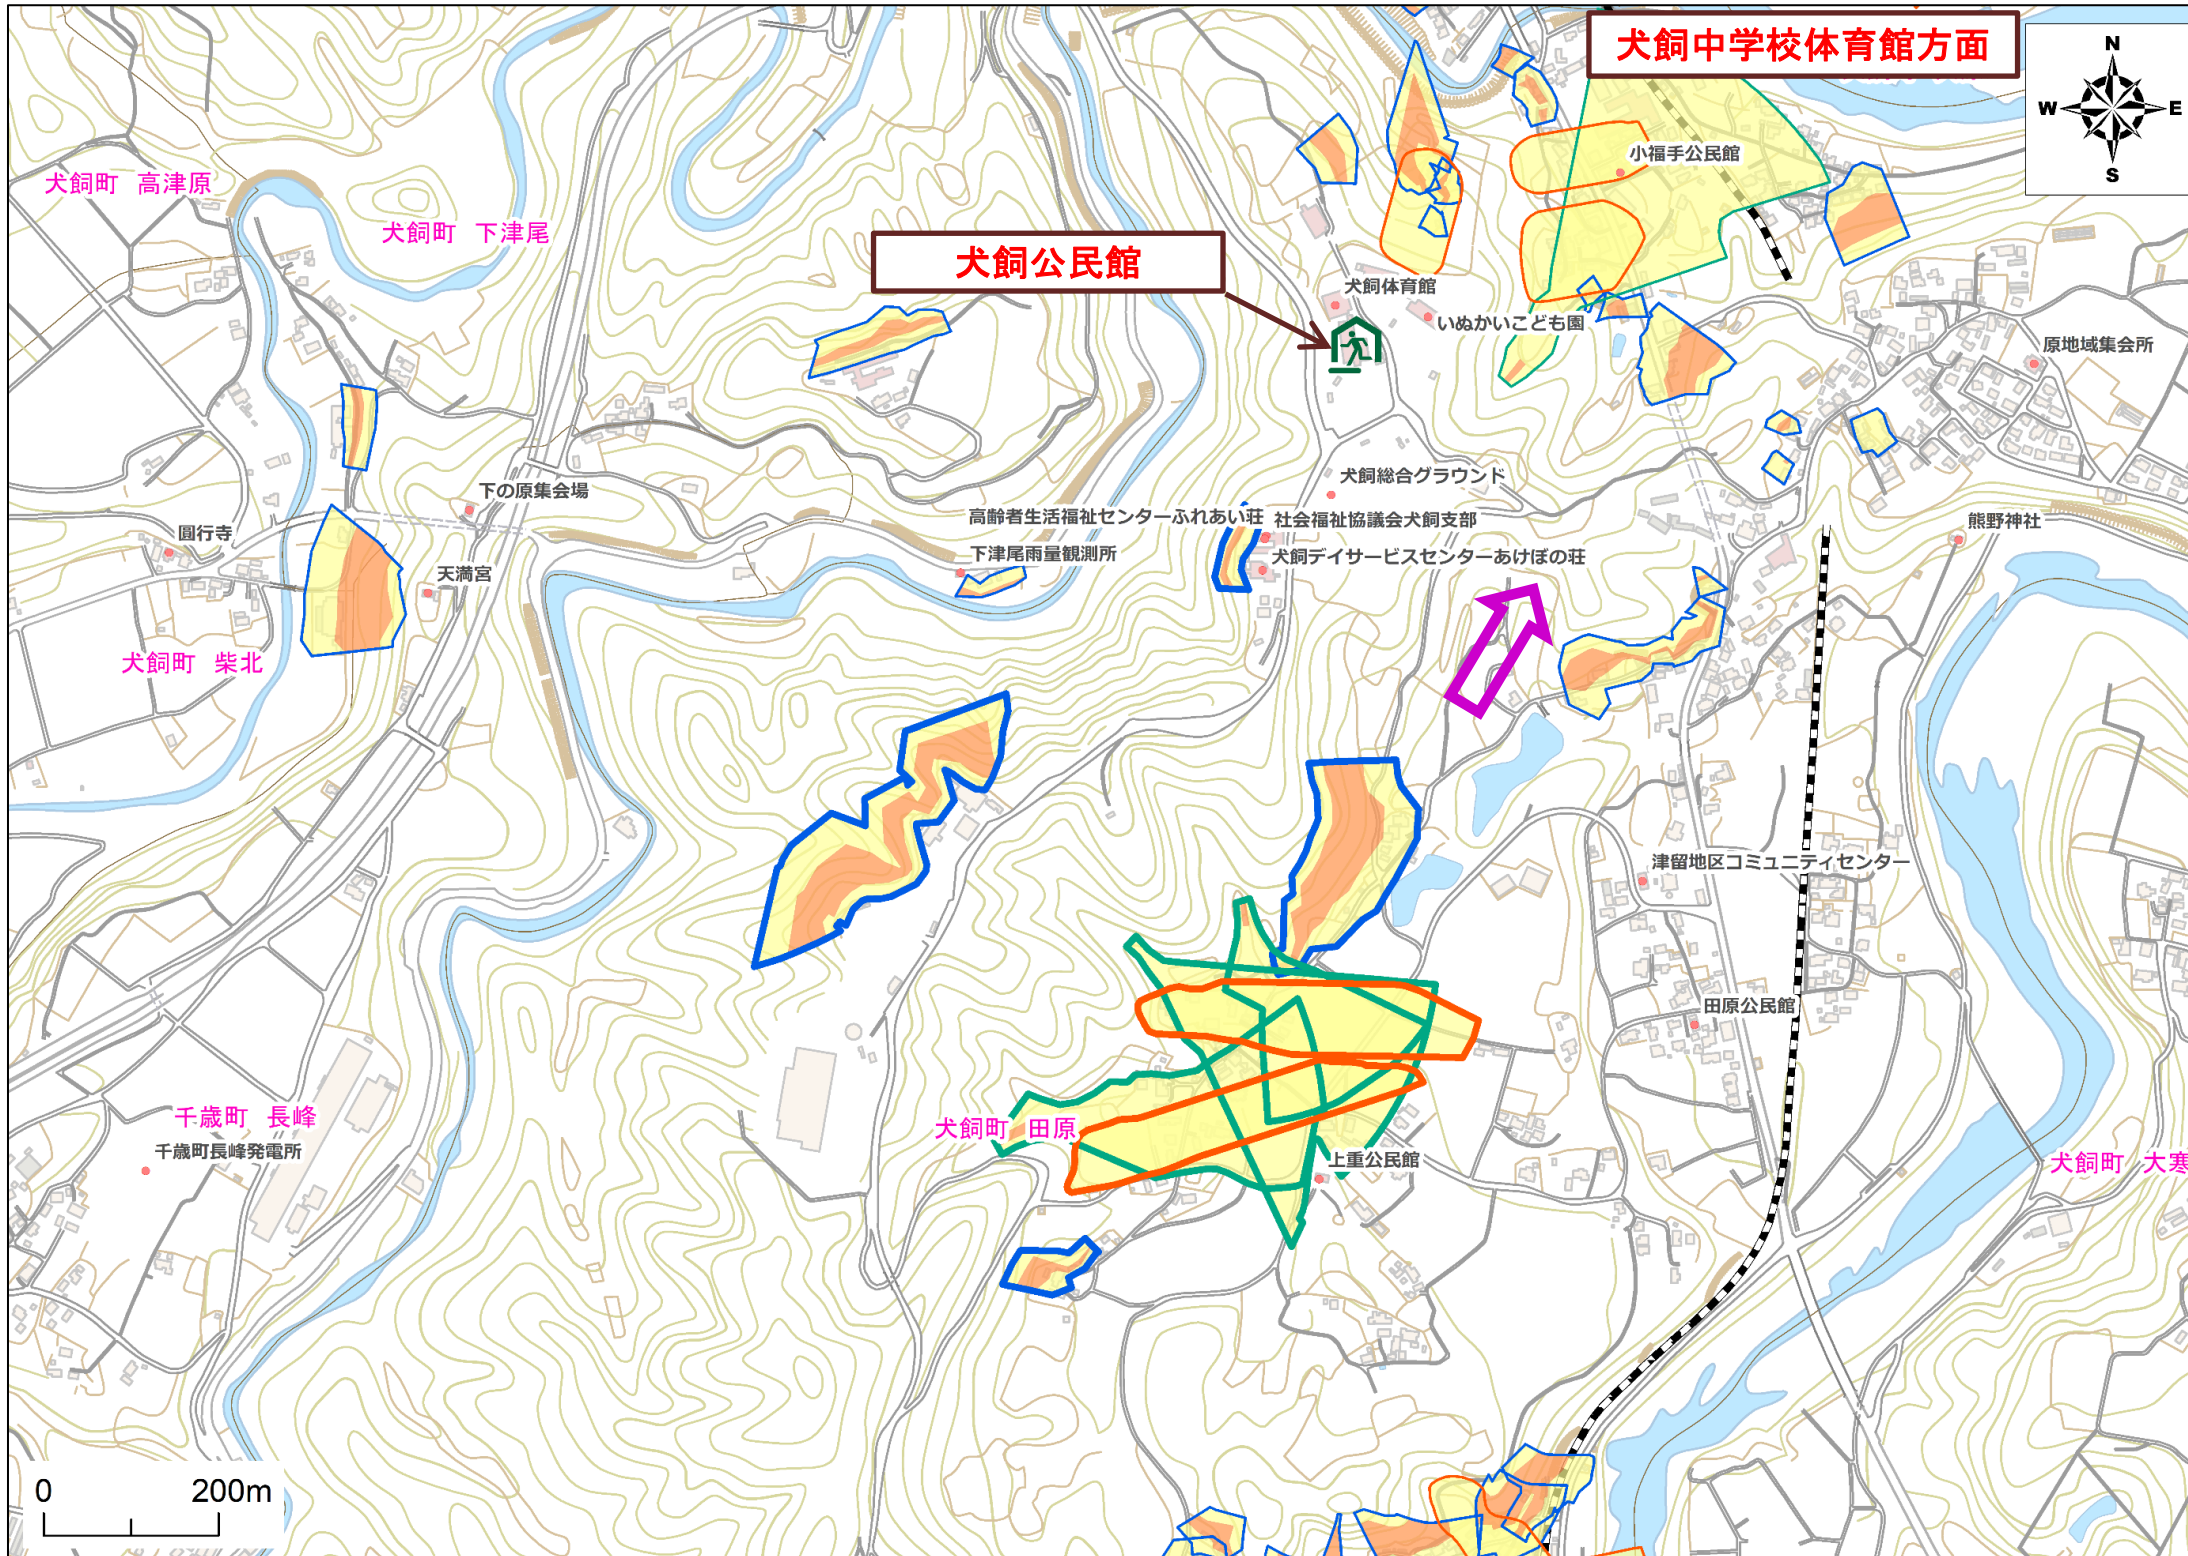 犬飼中学校体育館方面
N
W
E
S
小福手公民館
犬飼町 高津原
犬飼町 下津尾
犬飼公民館
犬飼体育館
いぬかいこども園
原地域集会所
犬飼総合グラウンド
下の原集会場
高齢者生活福祉センターふれあい荘
社会福祉協議会犬飼支部
圓行寺
熊野神社
下津尾雨量観測所
犬飼デイサービスセンターあけぼの荘
天満宮
犬飼町 柴北
津留地区コミュニティセンター
田原公民館
千歳町 長峰
犬飼町 田原
千歳町長峰発電所
上重公民館
犬飼町 大寒
0
200m